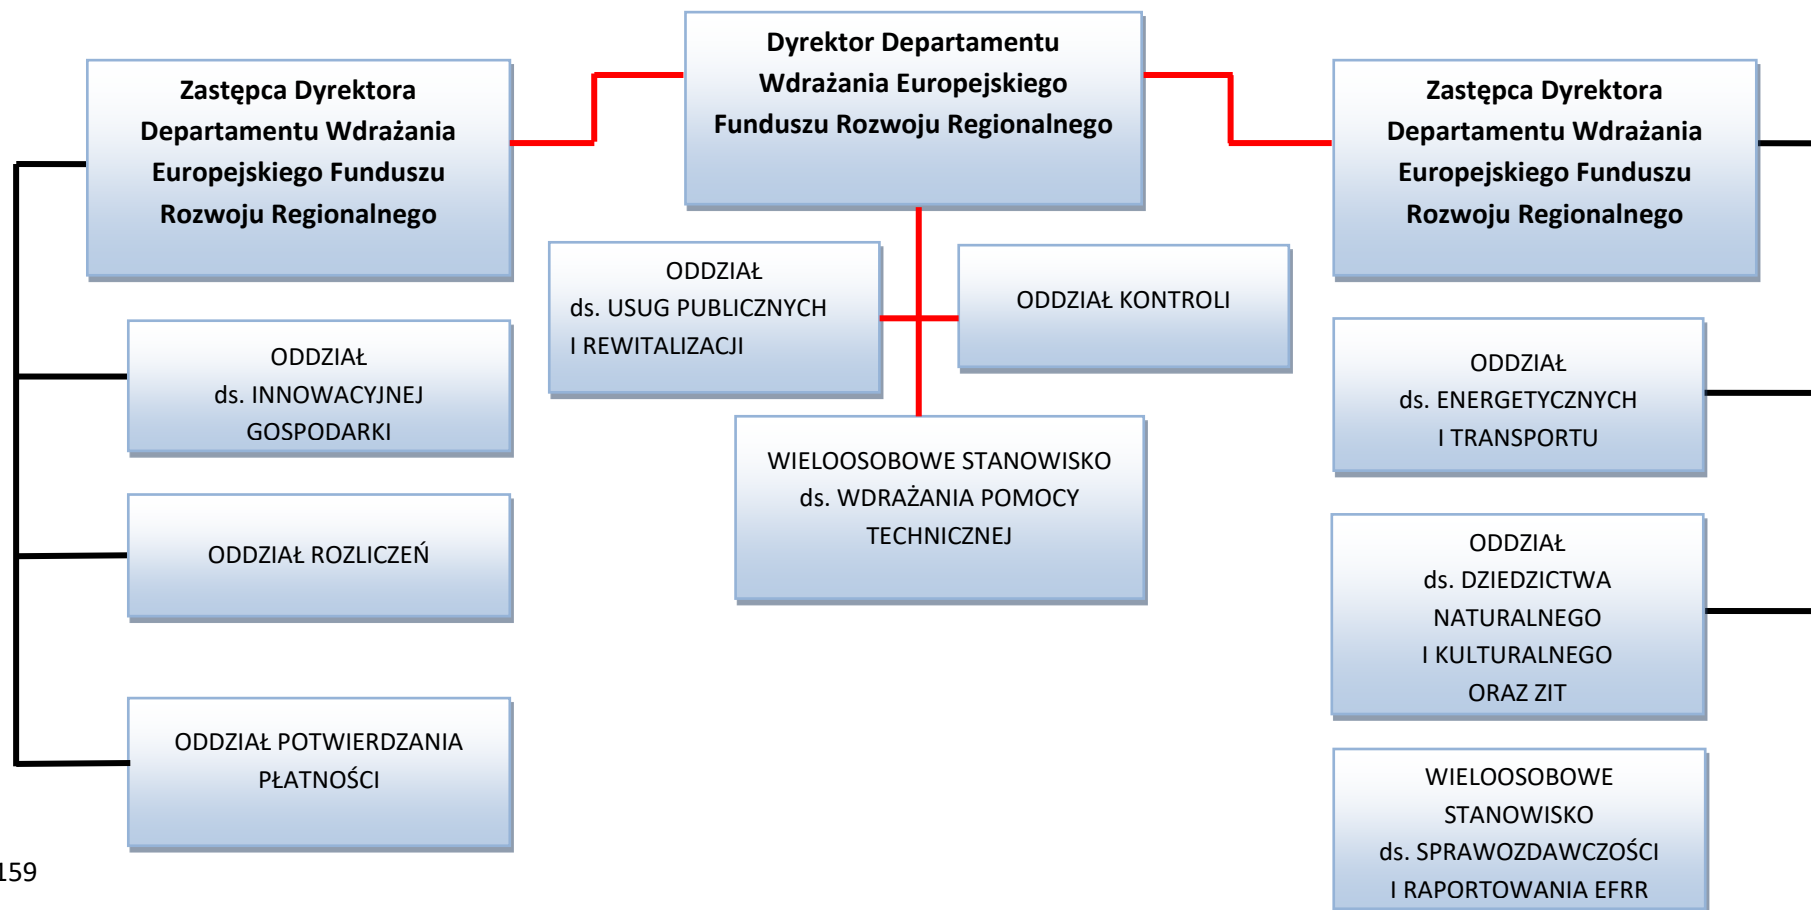 Dyrektor Departamentu
Wdrażania Europejskiego
Funduszu Rozwoju Regionalnego
Zastępca Dyrektora
Departamentu Wdrażania
Europejskiego Funduszu
Rozwoju Regionalnego
Zastępca Dyrektora
Departamentu Wdrażania
Europejskiego Funduszu
Rozwoju Regionalnego
ODDZIAŁ
ds. USUG PUBLICZNYCH
I REWITALIZACJI
ODDZIAŁ KONTROLI
WIELOOSOBOWE STANOWISKO
ds. WDRAŻANIA POMOCY
TECHNICZNEJ
ODDZIAŁ
ds. INNOWACYJNEJ
GOSPODARKI
ODDZIAŁ ROZLICZEŃ
ODDZIAŁ POTWIERDZANIA
PŁATNOŚCI
ODDZIAŁ
ds. ENERGETYCZNYCH
I TRANSPORTU
ODDZIAŁ
ds. DZIEDZICTWA
NATURALNEGO
I KULTURALNEGO
ORAZ ZIT
WIELOOSOBOWE
STANOWISKO
ds. SPRAWOZDAWCZOŚCI
I RAPORTOWANIA EFRR
159